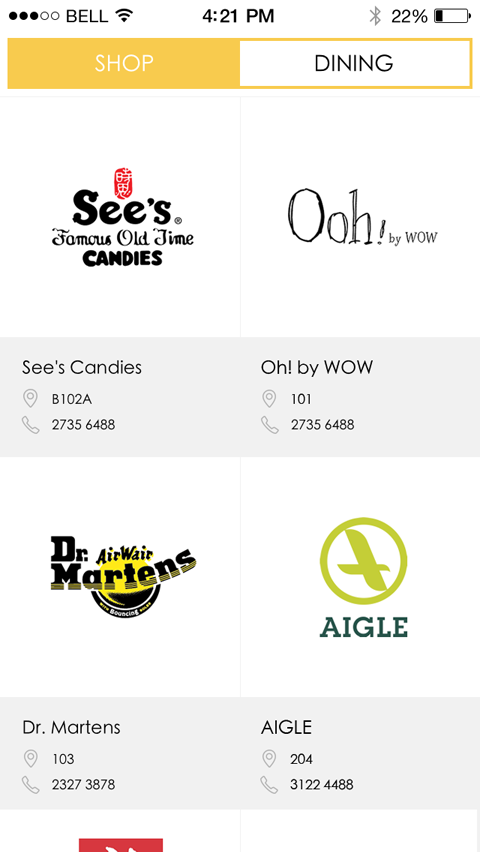 BELL 4:21 PM 22%
SHOP DINING
時思
See's®
Famous Old Time
CANDIES
Ooh! by WOW
See's Candies
B102A
2735 6488
Oh! by WOW
101
2735 6488
Dr. AirWair
Martens
WITH Bouncing SOLES
AIGLE
Dr. Martens
103
2327 3878
AIGLE
204
3122 4488